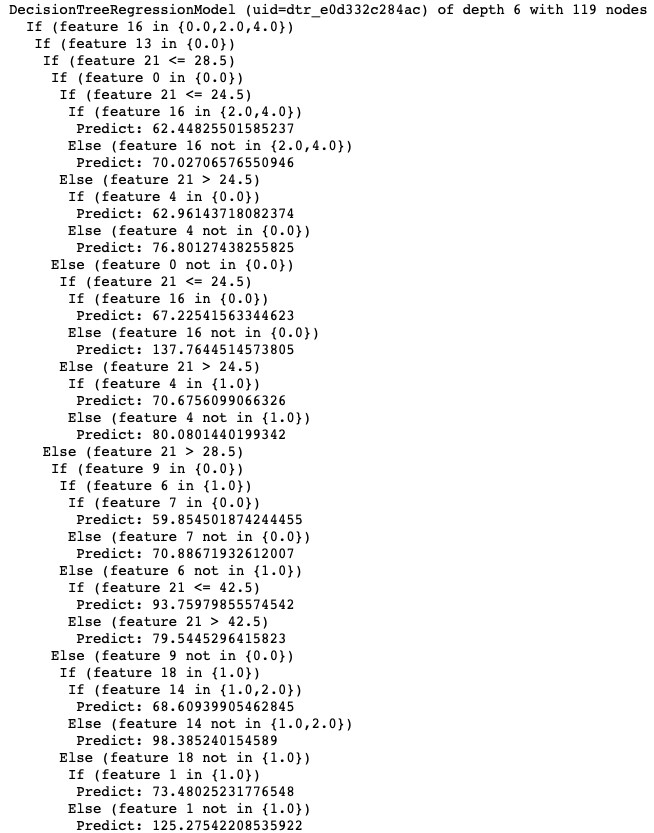 DecisionTreeRegressionModel (uid=dtr_e0d332c284ac) of depth 6 with 119 nodes
  If (feature 16 in {0.0,2.0,4.0})
   If (feature 13 in {0.0})
    If (feature 21 <= 28.5)
     If (feature 0 in {0.0})
      If (feature 21 <= 24.5)
       If (feature 16 in {2.0,4.0})
        Predict: 62.44825501585237
       Else (feature 16 not in {2.0,4.0})
        Predict: 70.02706576550946
      Else (feature 21 > 24.5)
       If (feature 4 in {0.0})
        Predict: 62.96143718082374
       Else (feature 4 not in {0.0})
        Predict: 76.80127438255825
     Else (feature 0 not in {0.0})
      If (feature 21 <= 24.5)
       If (feature 16 in {0.0})
        Predict: 67.22541563344623
       Else (feature 16 not in {0.0})
        Predict: 137.7644514573805
      Else (feature 21 > 24.5)
       If (feature 4 in {1.0})
        Predict: 70.6756099066326
       Else (feature 4 not in {1.0})
        Predict: 80.0801440199342
    Else (feature 21 > 28.5)
     If (feature 9 in {0.0})
      If (feature 6 in {1.0})
       If (feature 7 in {0.0})
        Predict: 59.854501874244455
       Else (feature 7 not in {0.0})
        Predict: 70.88671932612007
      Else (feature 6 not in {1.0})
       If (feature 21 <= 42.5)
        Predict: 93.75979855574542
       Else (feature 21 > 42.5)
        Predict: 79.5445296415823
     Else (feature 9 not in {0.0})
      If (feature 18 in {1.0})
       If (feature 14 in {1.0,2.0})
        Predict: 68.60939905462845
       Else (feature 14 not in {1.0,2.0})
        Predict: 98.385240154589
      Else (feature 18 not in {1.0})
       If (feature 1 in {1.0})
        Predict: 73.48025231776548
       Else (feature 1 not in {1.0})
        Predict: 125.27542208535922